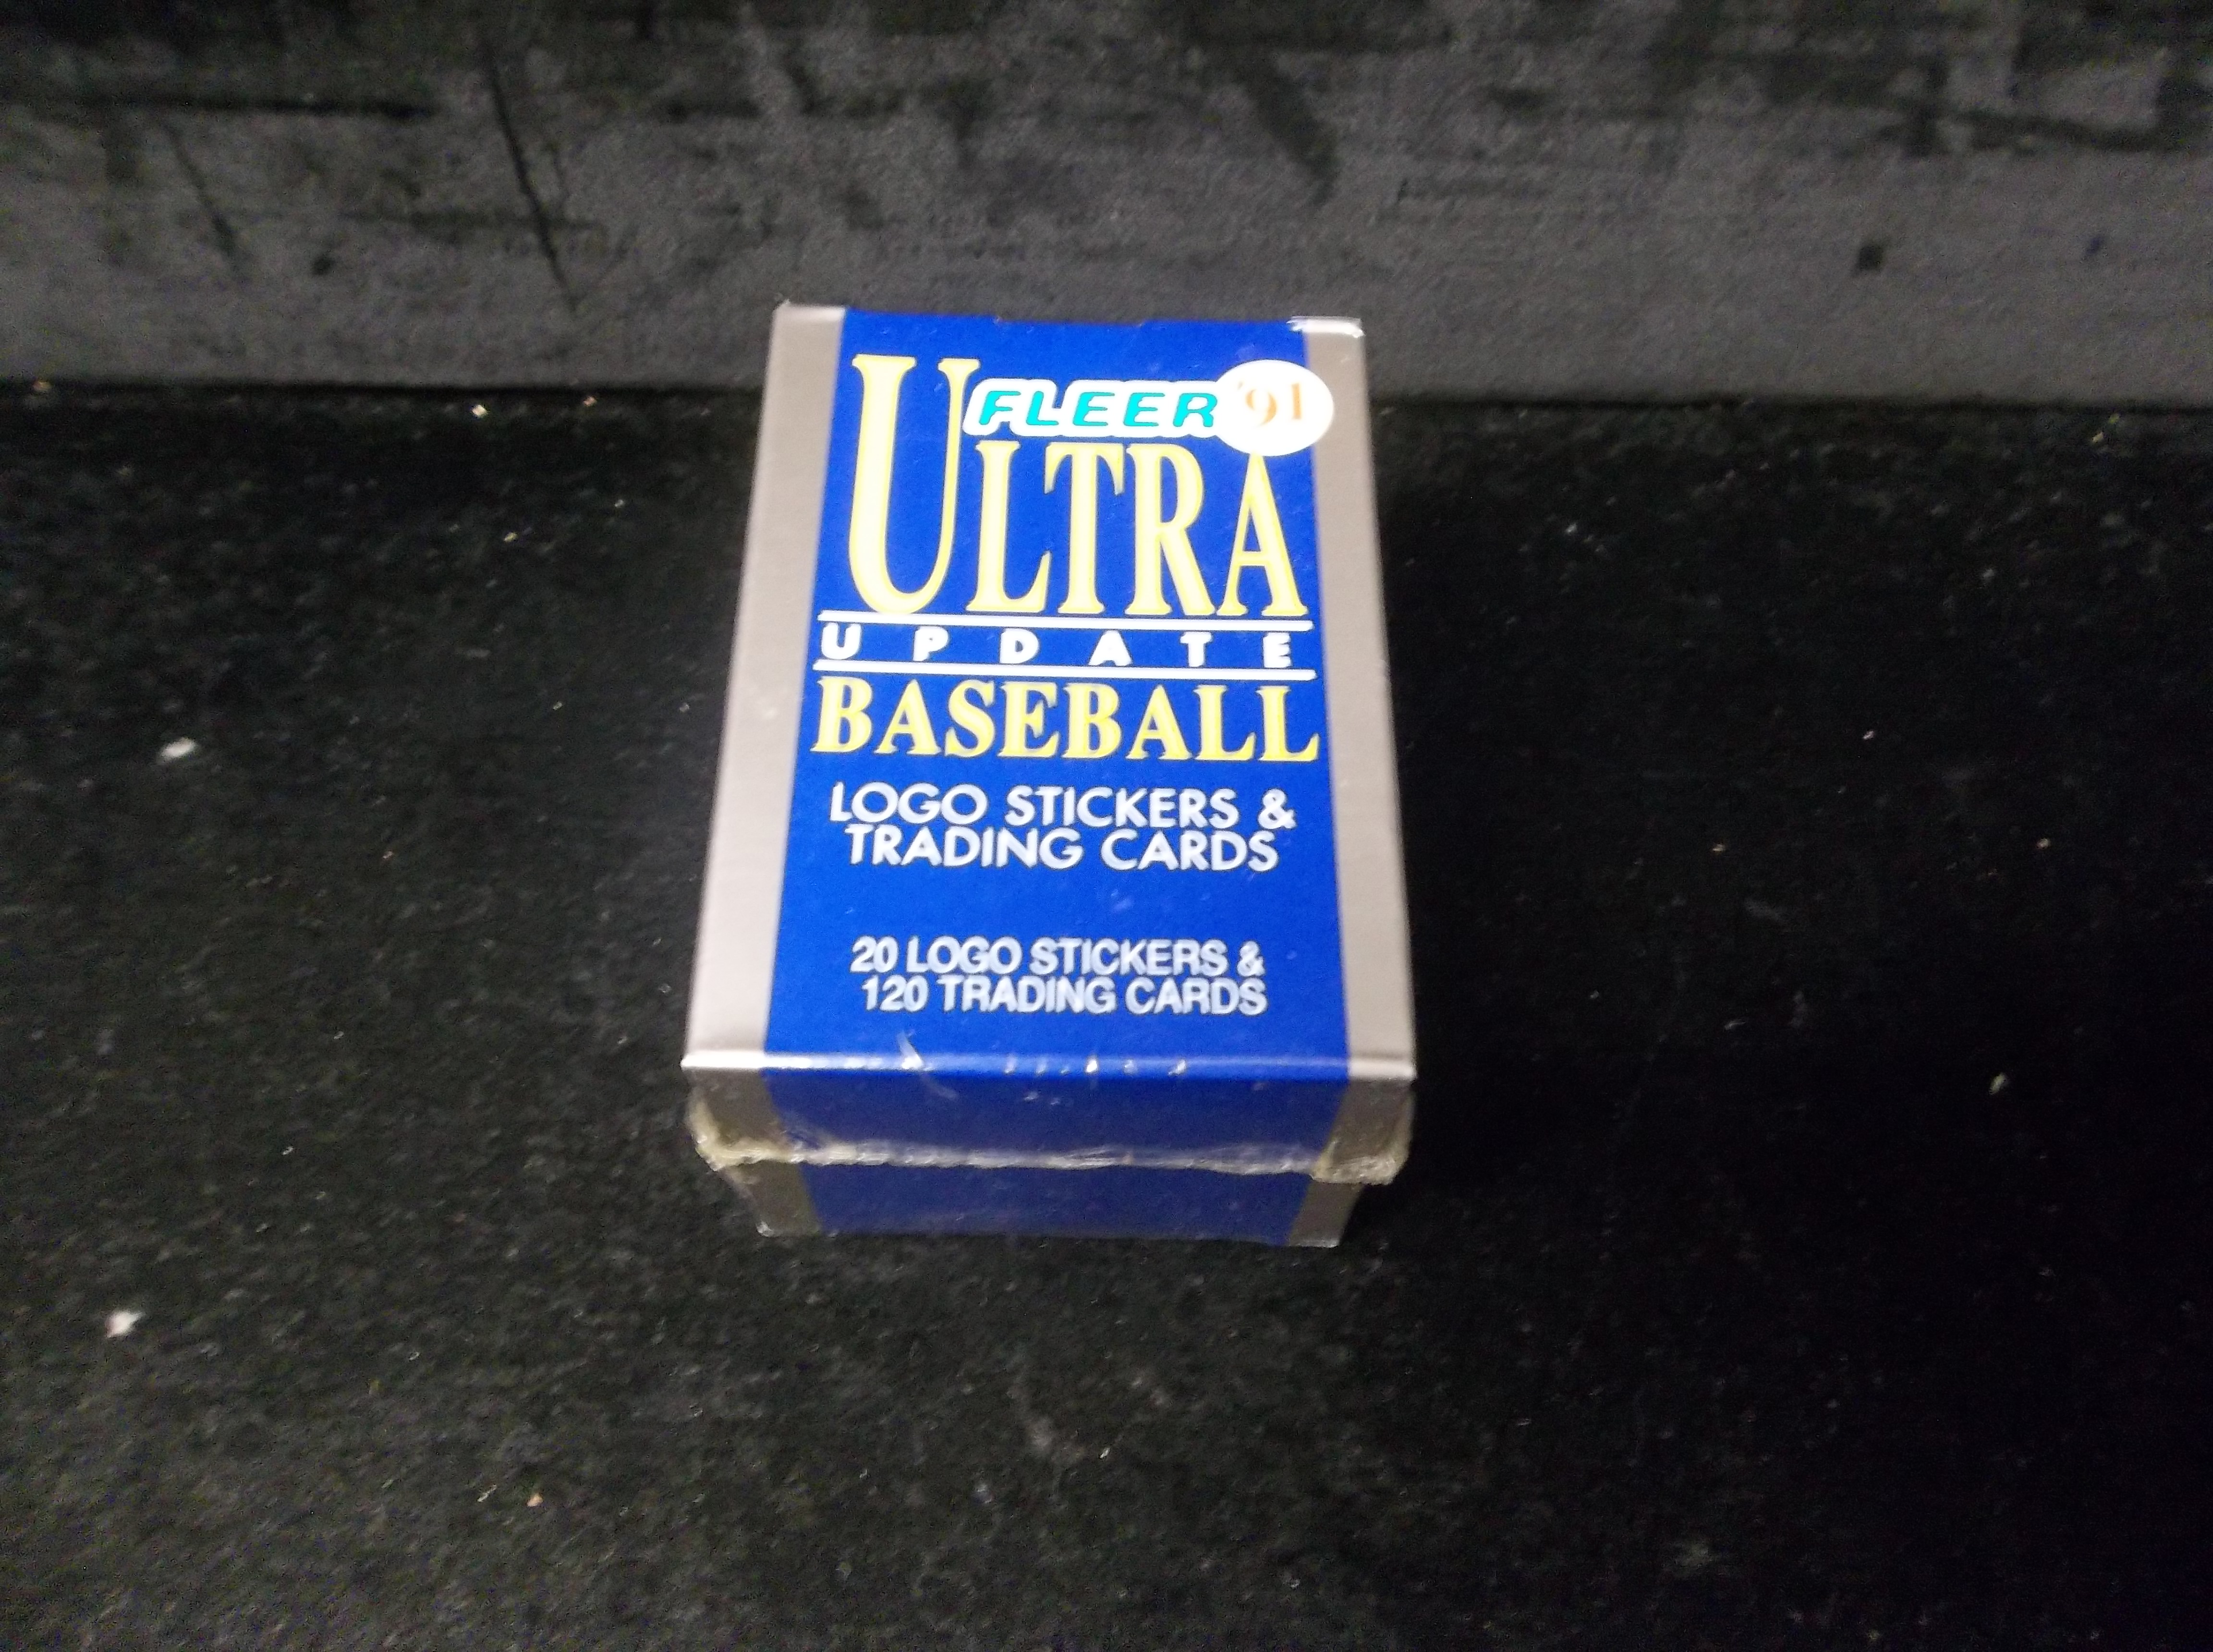 FLEER '91
ULTRA
UPDATE
BASEBALL
LOGO STICKERS &
TRADING CARDS
20 LOGO STICKERS &
120 TRADING CARDS